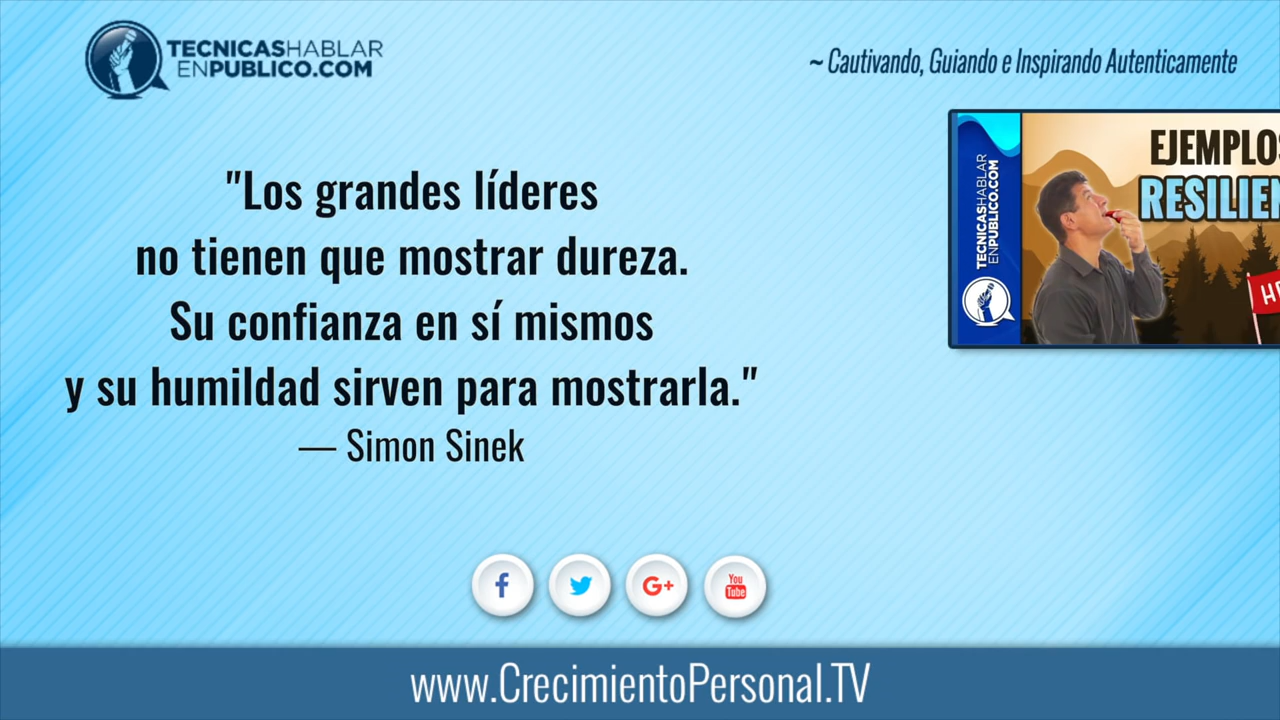 TECNICASHABLAR
ENPUBLICO.COM
~ Cautivando, Guiando e Inspirando Autenticamente
"Los grandes líderes
no tienen que mostrar dureza.
Su confianza en sí mismos
y su humildad sirven para mostrarla."
— Simon Sinek
TECNICASHABLAR
ENPUBLICO.COM
f
G+
You
Tube
www.CrecimientoPersonal.TV